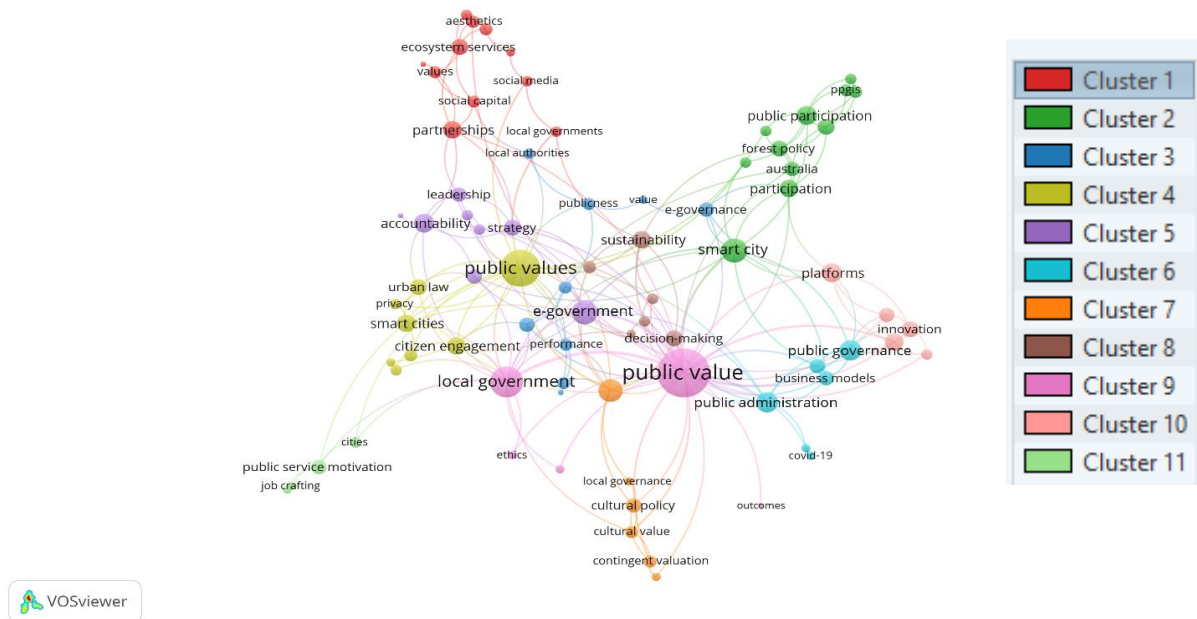 aesthetics
ecosystem services
values
social media
social capital
partnerships
local governments
local authorities
ppgis
public participation
forest policy
australia
participation
leadership
publicness
value
e-governance
accountability
strategy
sustainability
smart city
public values
platforms
urban law
privacy
e-government
smart cities
innovation
citizen engagement
performance
decision-making
public governance
local government
public value
business models
public administration
cities
ethics
covid-19
public service motivation
job crafting
local governance
cultural policy
outcomes
cultural value
contingent valuation
VOSviewer
Cluster 1
Cluster 2
Cluster 3
Cluster 4
Cluster 5
Cluster 6
Cluster 7
Cluster 8
Cluster 9
Cluster 10
Cluster 11